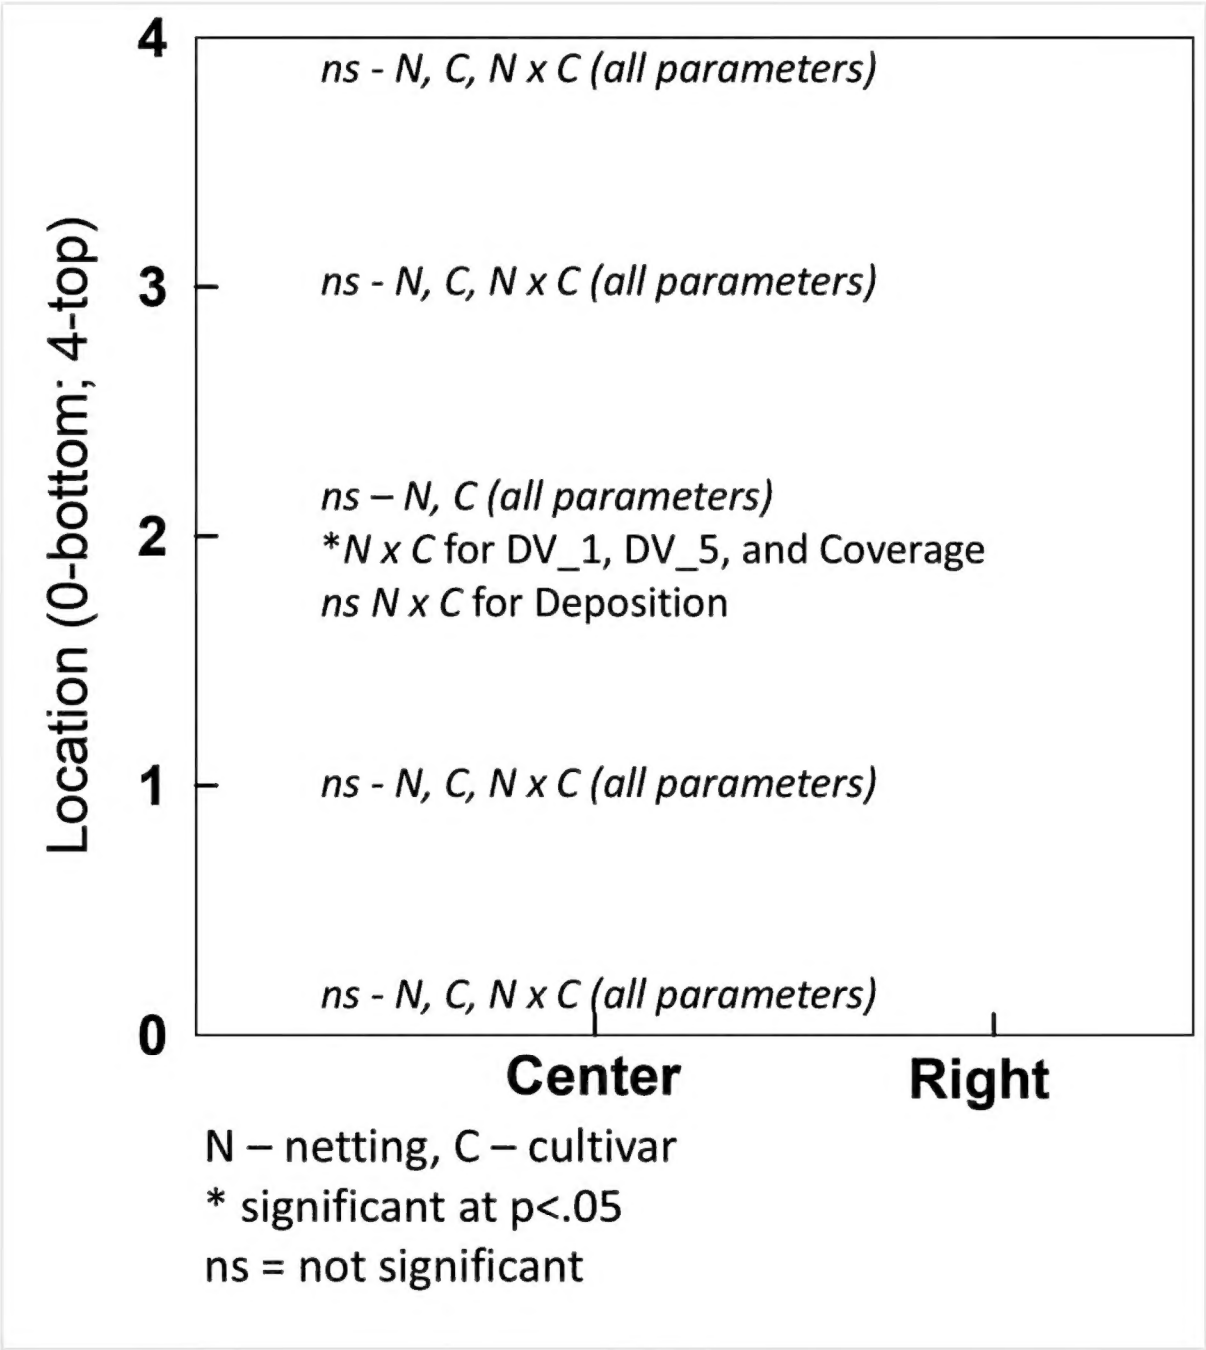 4
ns - N, C, N x C (all parameters)
3
ns - N, C, N x C (all parameters)
Location (0-bottom; 4-top)
2
ns – N, C (all parameters)
*N x C for DV_1, DV_5, and Coverage
ns N x C for Deposition
1
ns - N, C, N x C (all parameters)
ns - N, C, N x C (all parameters)
0
Center
Right
N – netting, C – cultivar
* significant at p<.05
ns = not significant